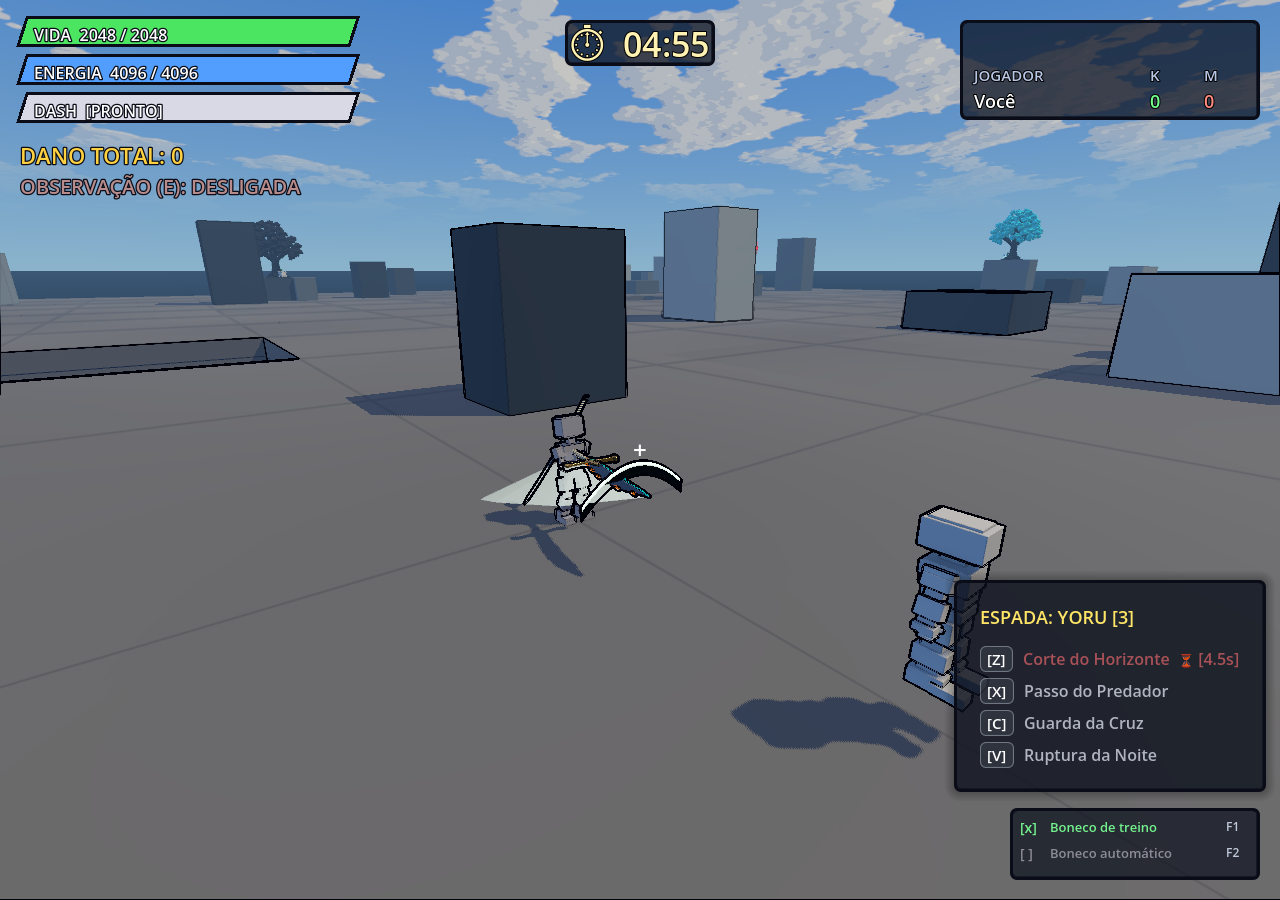 VIDA 2048 / 2048
ENERGIA 4096 / 4096
DASH [PRONTO]
DANO TOTAL: 0
OBSERVAÇÃO (E): DESLIGADA
04:55
JOGADOR K M
Você 0 0
ESPADA: YORU [3]
[Z] Corte do Horizonte [4.5s]
[X] Passo do Predador
[C] Guarda da Cruz
[V] Ruptura da Noite
[x] Boneco de treino F1
[ ] Boneco automático F2